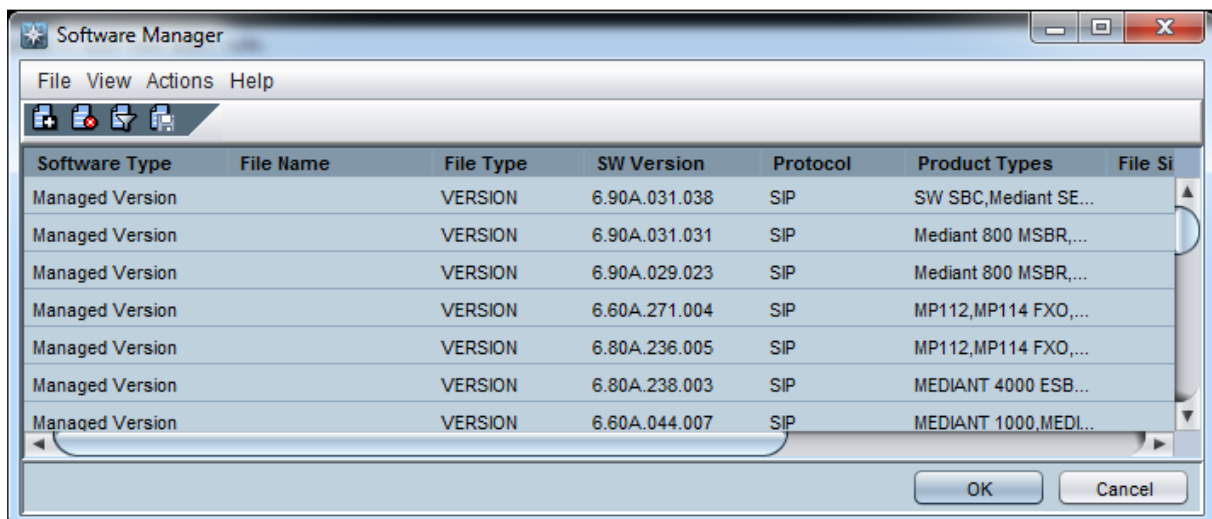 Software Manager
File View Actions Help
Software Type File Name File Type SW Version Protocol Product Types File Si
Managed Version VERSION 6.90A.031.038 SIP SW SBC,Mediant SE...
Managed Version VERSION 6.90A.031.031 SIP Mediant 800 MSBR,...
Managed Version VERSION 6.90A.029.023 SIP Mediant 800 MSBR,...
Managed Version VERSION 6.60A.271.004 SIP MP112,MP114 FXO,...
Managed Version VERSION 6.80A.236.005 SIP MP112,MP114 FXO,...
Managed Version VERSION 6.80A.238.003 SIP MEDIANT 4000 ESB...
Managed Version VERSION 6.60A.044.007 SIP MEDIANT 1000,MEDI...
OK Cancel